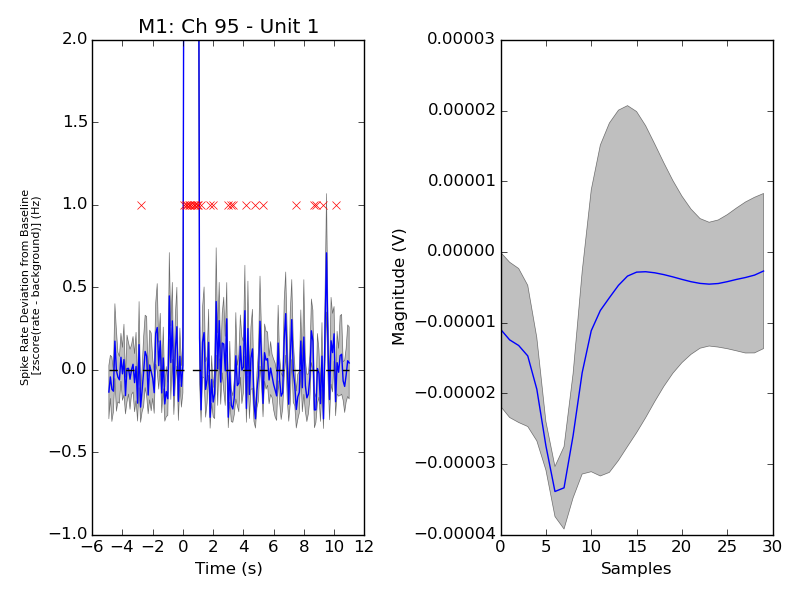 M1: Ch 95 - Unit 1
2.0
1.5
1.0
0.5
0.0
−0.5
−1.0
−6 −4 −2 0 2 4 6 8 10 12
Time (s)
Spike Rate Deviation from Baseline
[zscore(rate - background)] (Hz)
0.00003
0.00002
0.00001
0.00000
−0.00001
−0.00002
−0.00003
−0.00004
0 5 10 15 20 25 30
Samples
Magnitude (V)